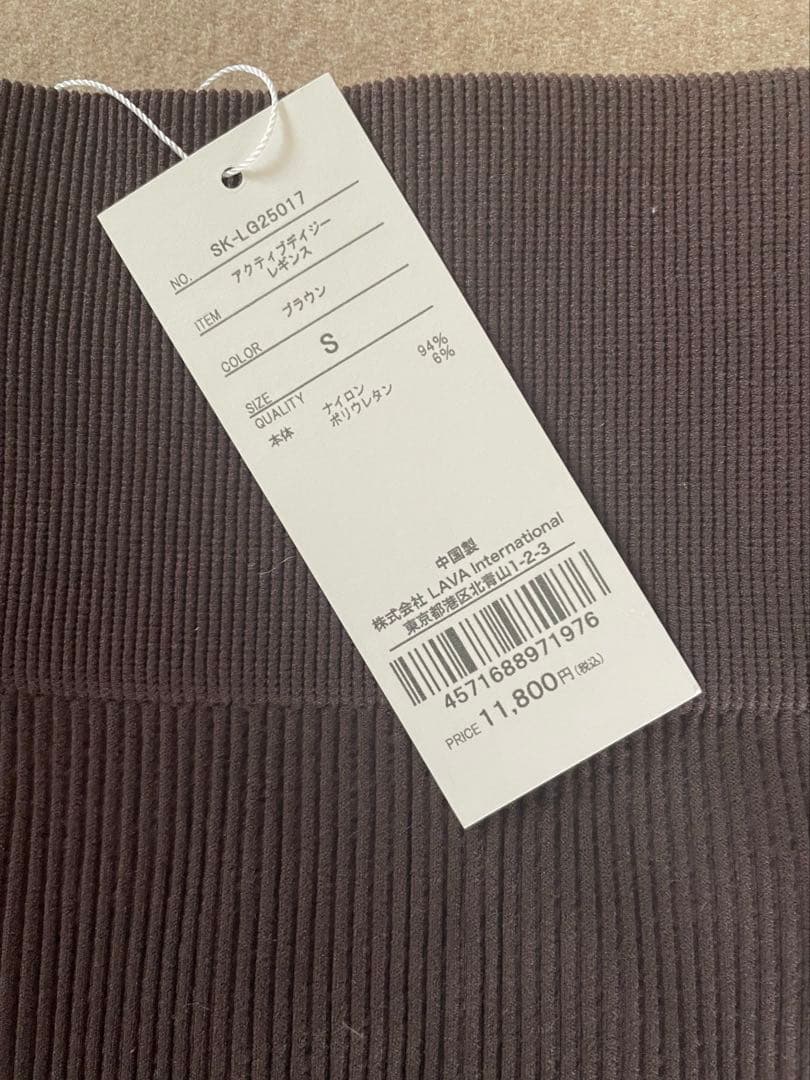 NO. SK-LG25017
ITEM アクティブデイジー
レギンス
COLOR ブラウン
SIZE S
QUALITY
本体 ナイロン 94%
ポリウレタン 6%
中国製
株式会社 LAVA International
東京都港区北青山1-2-3
4571688971976
PRICE 11,800円(税込)